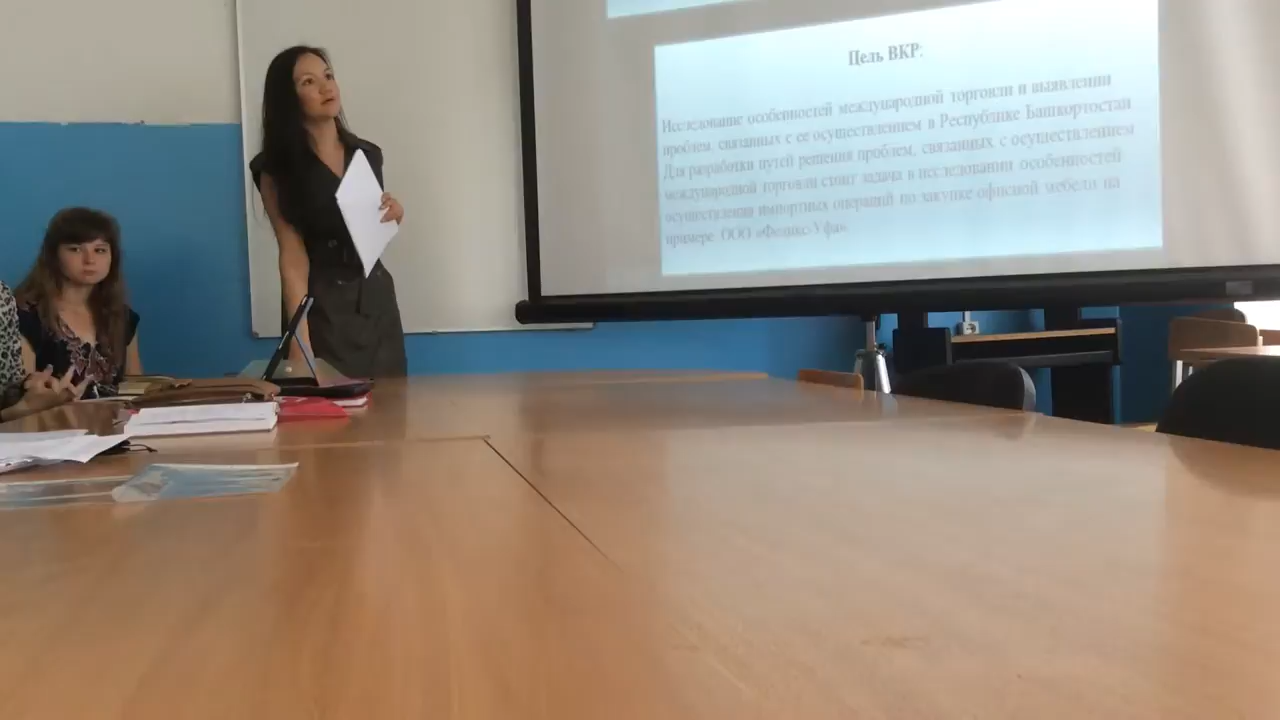 Цель ВКР:
Исследование особенностей международной торговли и выявлении
проблем, связанных с ее осуществлением в Республике Башкортостан
Для разработки путей решения проблем, связанных с осуществлением
международной торговли стоит задача в исследовании особенностей
осуществления импортных операций по закупке офисной мебели на
примере ООО «Феликс-Уфа»